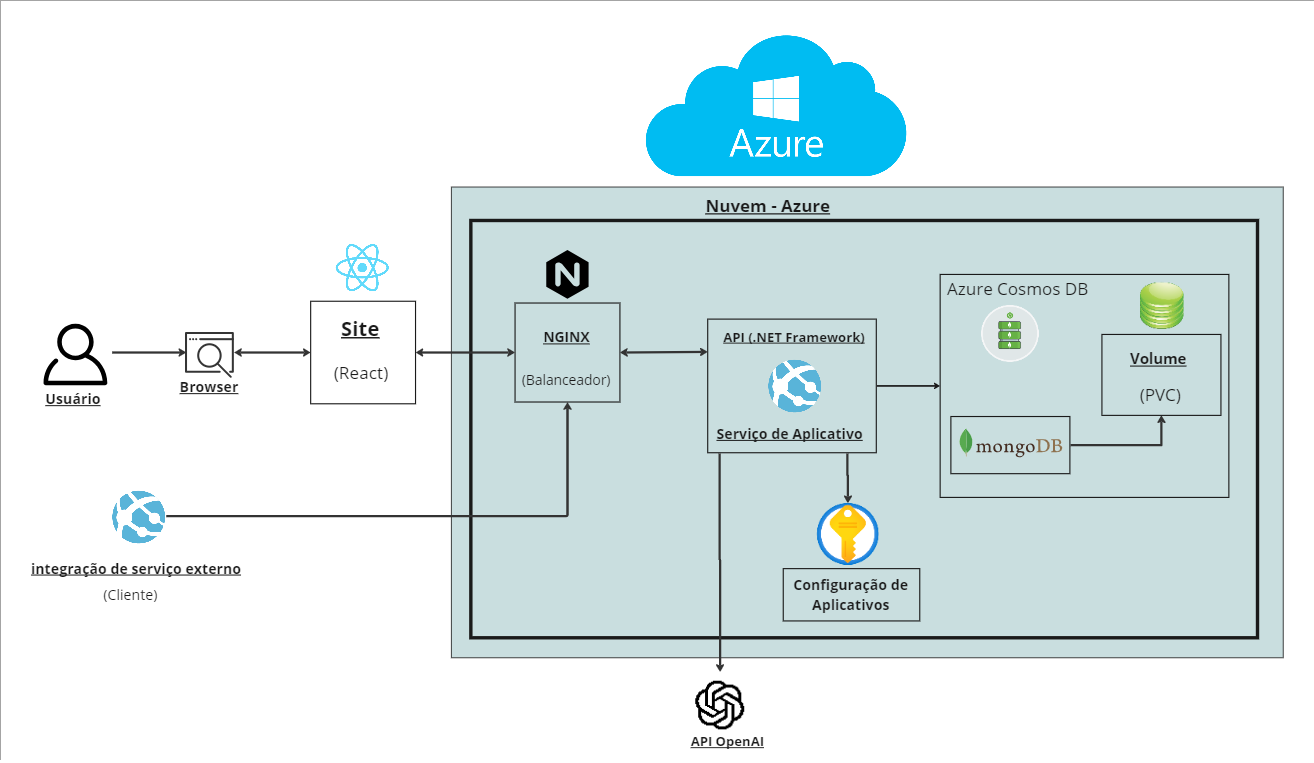 Azure
Nuvem - Azure
Site
(React)
NGINX
(Balanceador)
API (.NET Framework)
Serviço de Aplicativo
Azure Cosmos DB
Volume
(PVC)
mongoDB
Usuário
Browser
integração de serviço externo
(Cliente)
Configuração de
Aplicativos
API OpenAI